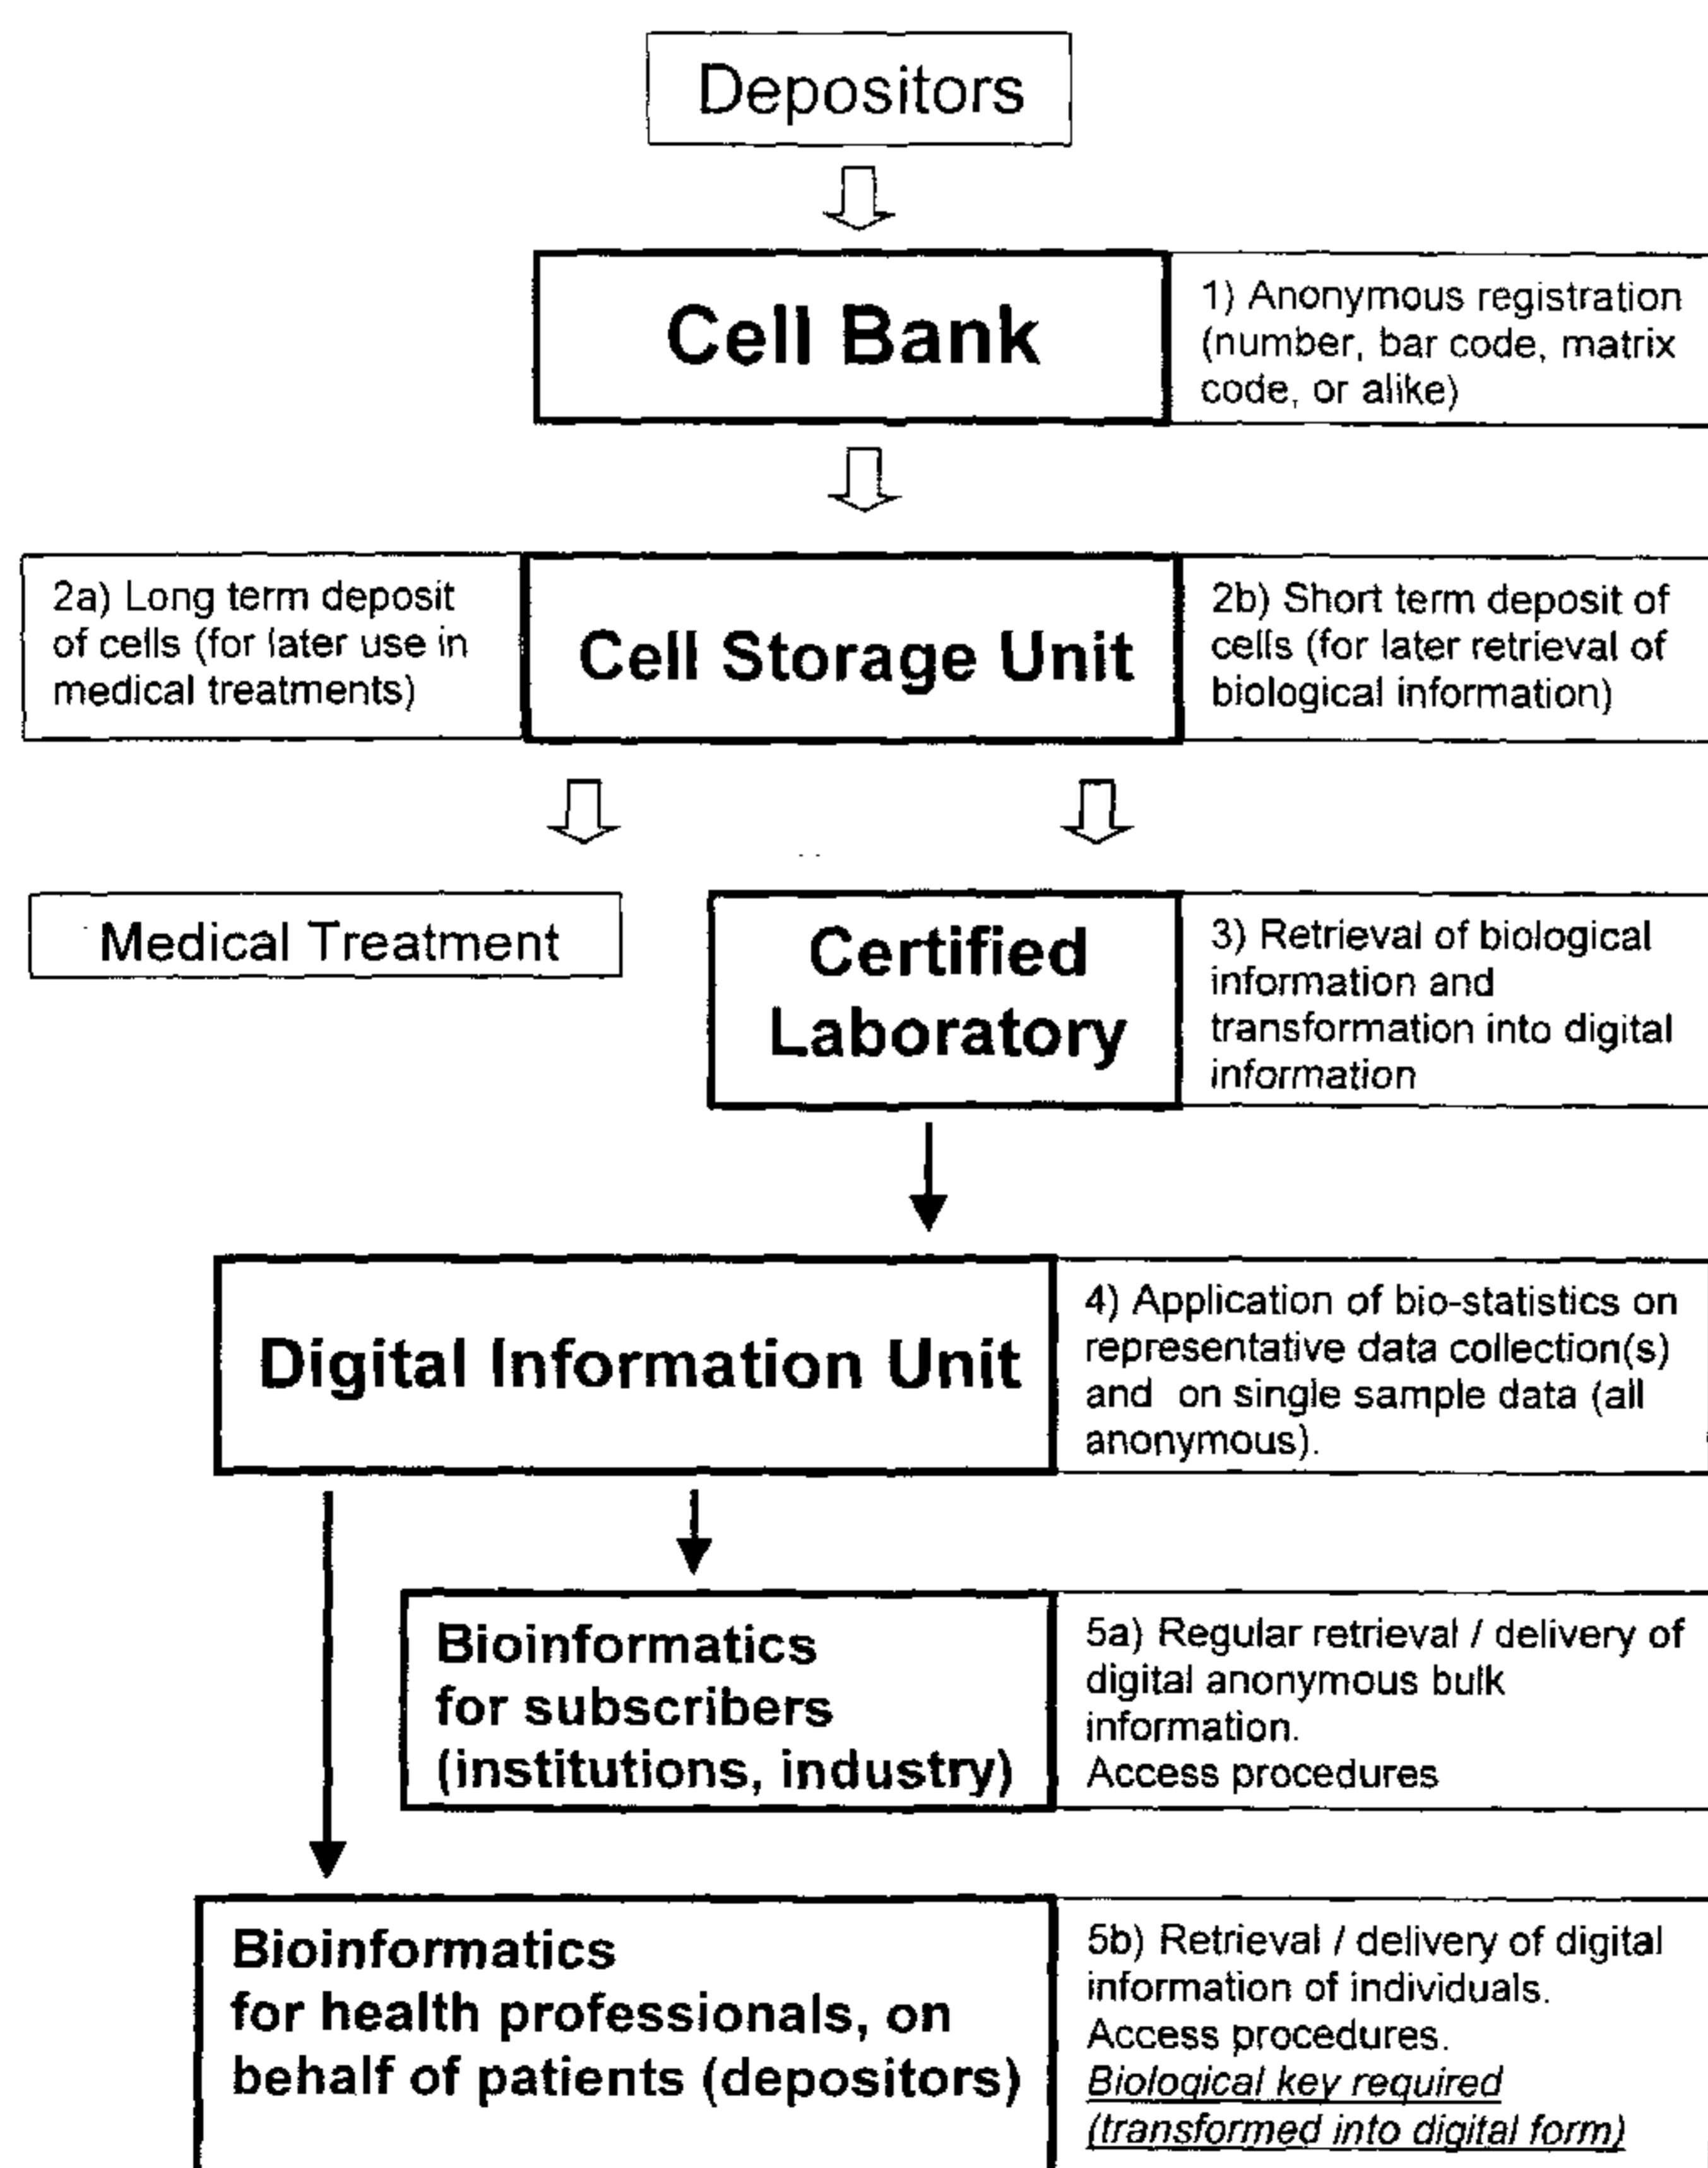 Depositors
Cell Bank
1) Anonymous registration
(number, bar code, matrix
code, or alike)
2a) Long term deposit
of cells (for later use in
medical treatments)
Cell Storage Unit
2b) Short term deposit of
cells (for later retrieval of
biological information)
Medical Treatment
Certified
Laboratory
3) Retrieval of biological
information and
transformation into digital
information
Digital Information Unit
4) Application of bio-statistics on
representative data collection(s)
and on single sample data (all
anonymous).
Bioinformatics
for subscribers
(institutions, industry)
5a) Regular retrieval / delivery of
digital anonymous bulk
information.
Access procedures
Bioinformatics
for health professionals, on
behalf of patients (depositors)
5b) Retrieval / delivery of digital
information of individuals.
Access procedures.
Biological key required
(transformed into digital form)